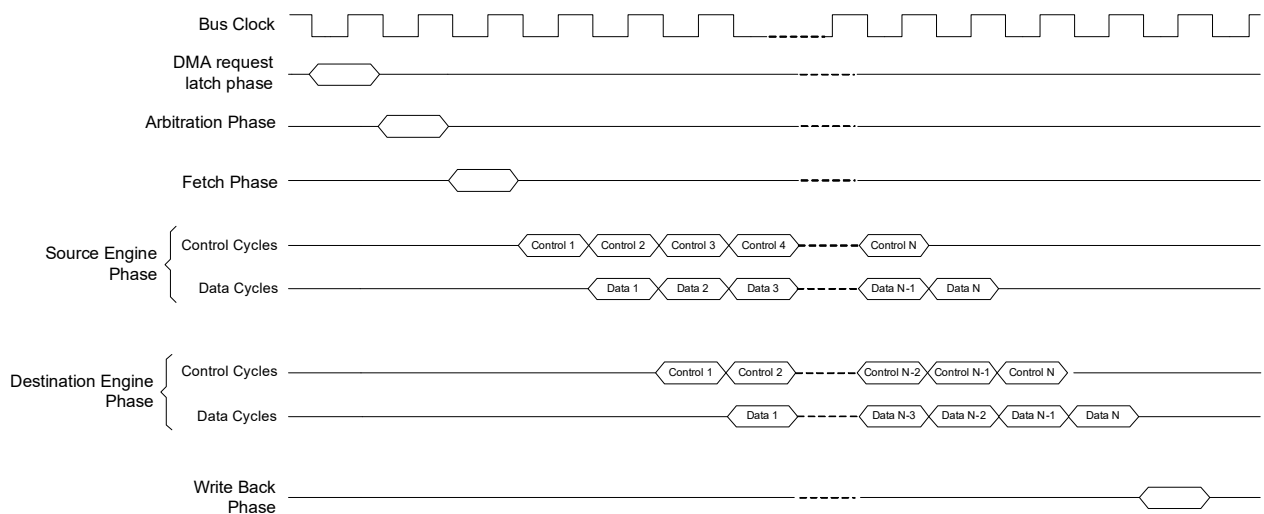 Bus Clock
DMA request
latch phase
Arbitration Phase
Fetch Phase
Source Engine
Phase
Control Cycles
Control 1 Control 2 Control 3 Control 4 Control N
Data Cycles
Data 1 Data 2 Data 3 Data N-1 Data N
Destination Engine
Phase
Control Cycles
Control 1 Control 2 Control N-2 Control N-1 Control N
Data Cycles
Data 1 Data N-3 Data N-2 Data N-1 Data N
Write Back
Phase